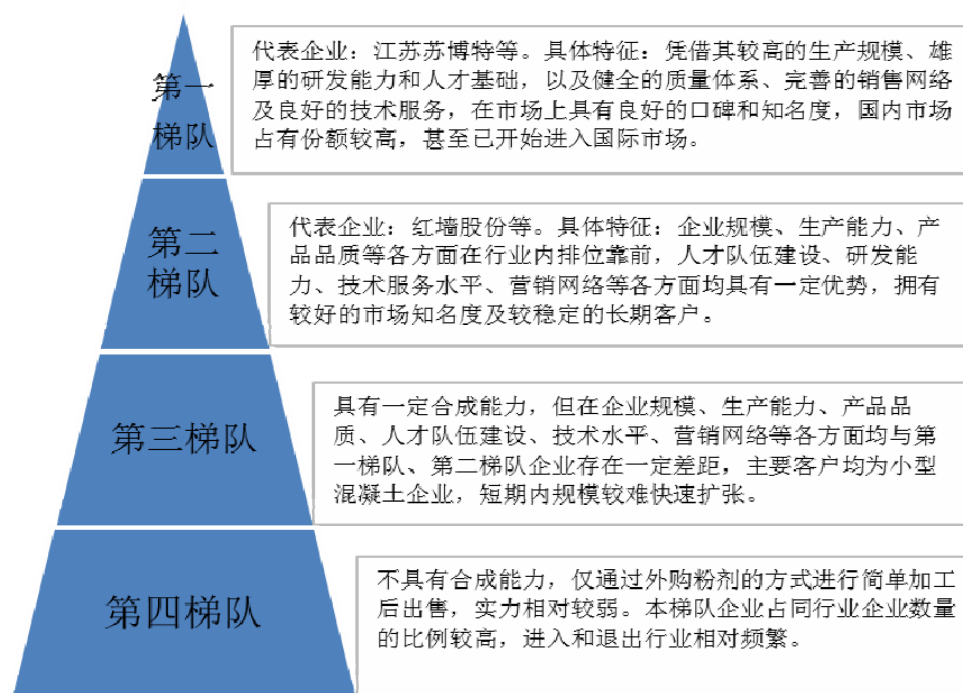 第一
梯队
代表企业：江苏苏博特等。具体特征：凭借其较高的生产规模、雄
厚的研发能力和人才基础，以及健全的质量体系、完善的销售网络
及良好的技术服务，在市场上具有良好的口碑和知名度，国内市场
占有份额较高，甚至已开始进入国际市场。
第二
梯队
代表企业：红墙股份等。具体特征：企业规模、生产能力、产
品品质等各方面在行业内排位靠前，人才队伍建设、研发能
力、技术服务水平、营销网络等各方面均具有一定优势，拥有
较好的市场知名度及较稳定的长期客户。
第三梯队
具有一定合成能力，但在企业规模、生产能力、产品品
质、人才队伍建设、技术水平、营销网络等各方面均与第
一梯队、第二梯队企业存在一定差距，主要客户均为小型
混凝土企业，短期内规模较难快速扩张。
第四梯队
不具有合成能力，仅通过外购粉剂的方式进行简单加工
后出售，实力相对较弱。本梯队企业占同行业企业数量
的比例较高，进入和退出行业相对频繁。